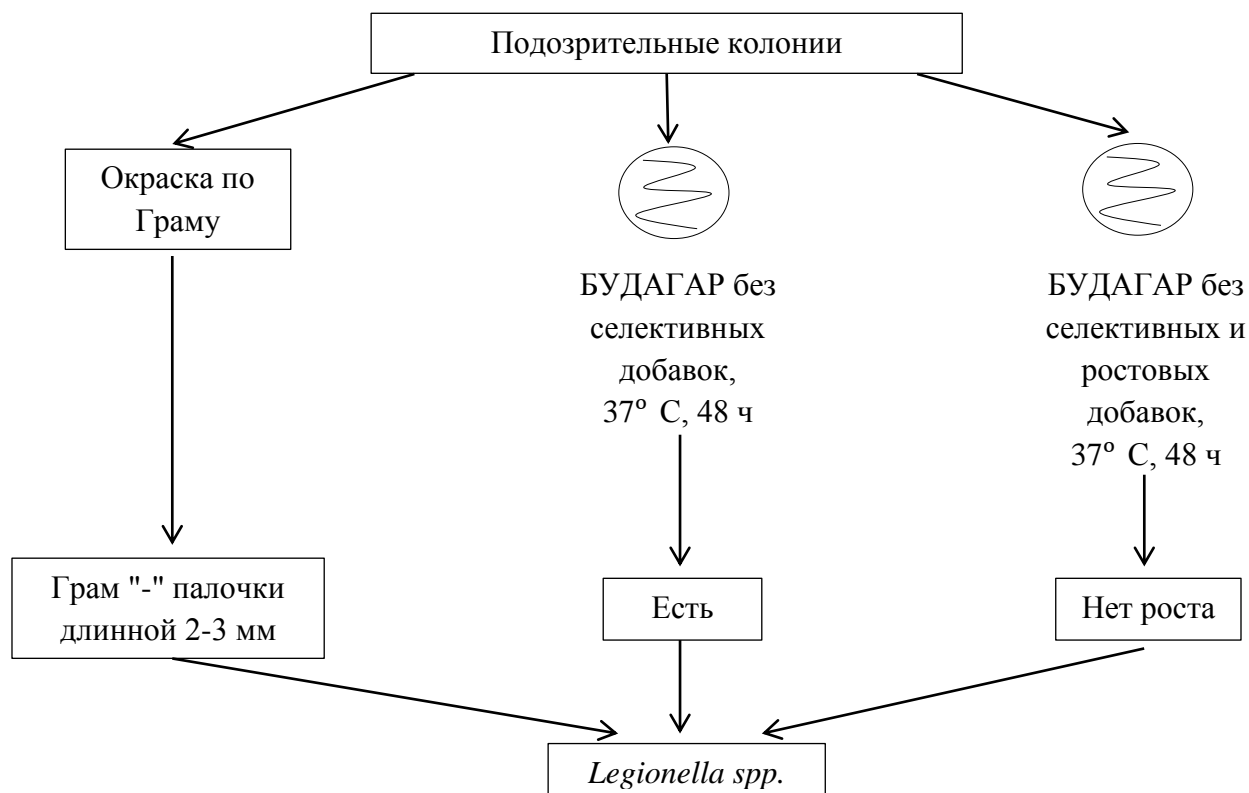 Подозрительные колонии
Окраска по
Граму
БУДАГАР без
селективных
добавок,
37º С, 48 ч
БУДАГАР без
селективных и
ростовых
добавок,
37º С, 48 ч
Грам "-" палочки
длинной 2-3 мм
Есть
Нет роста
Legionella spp.